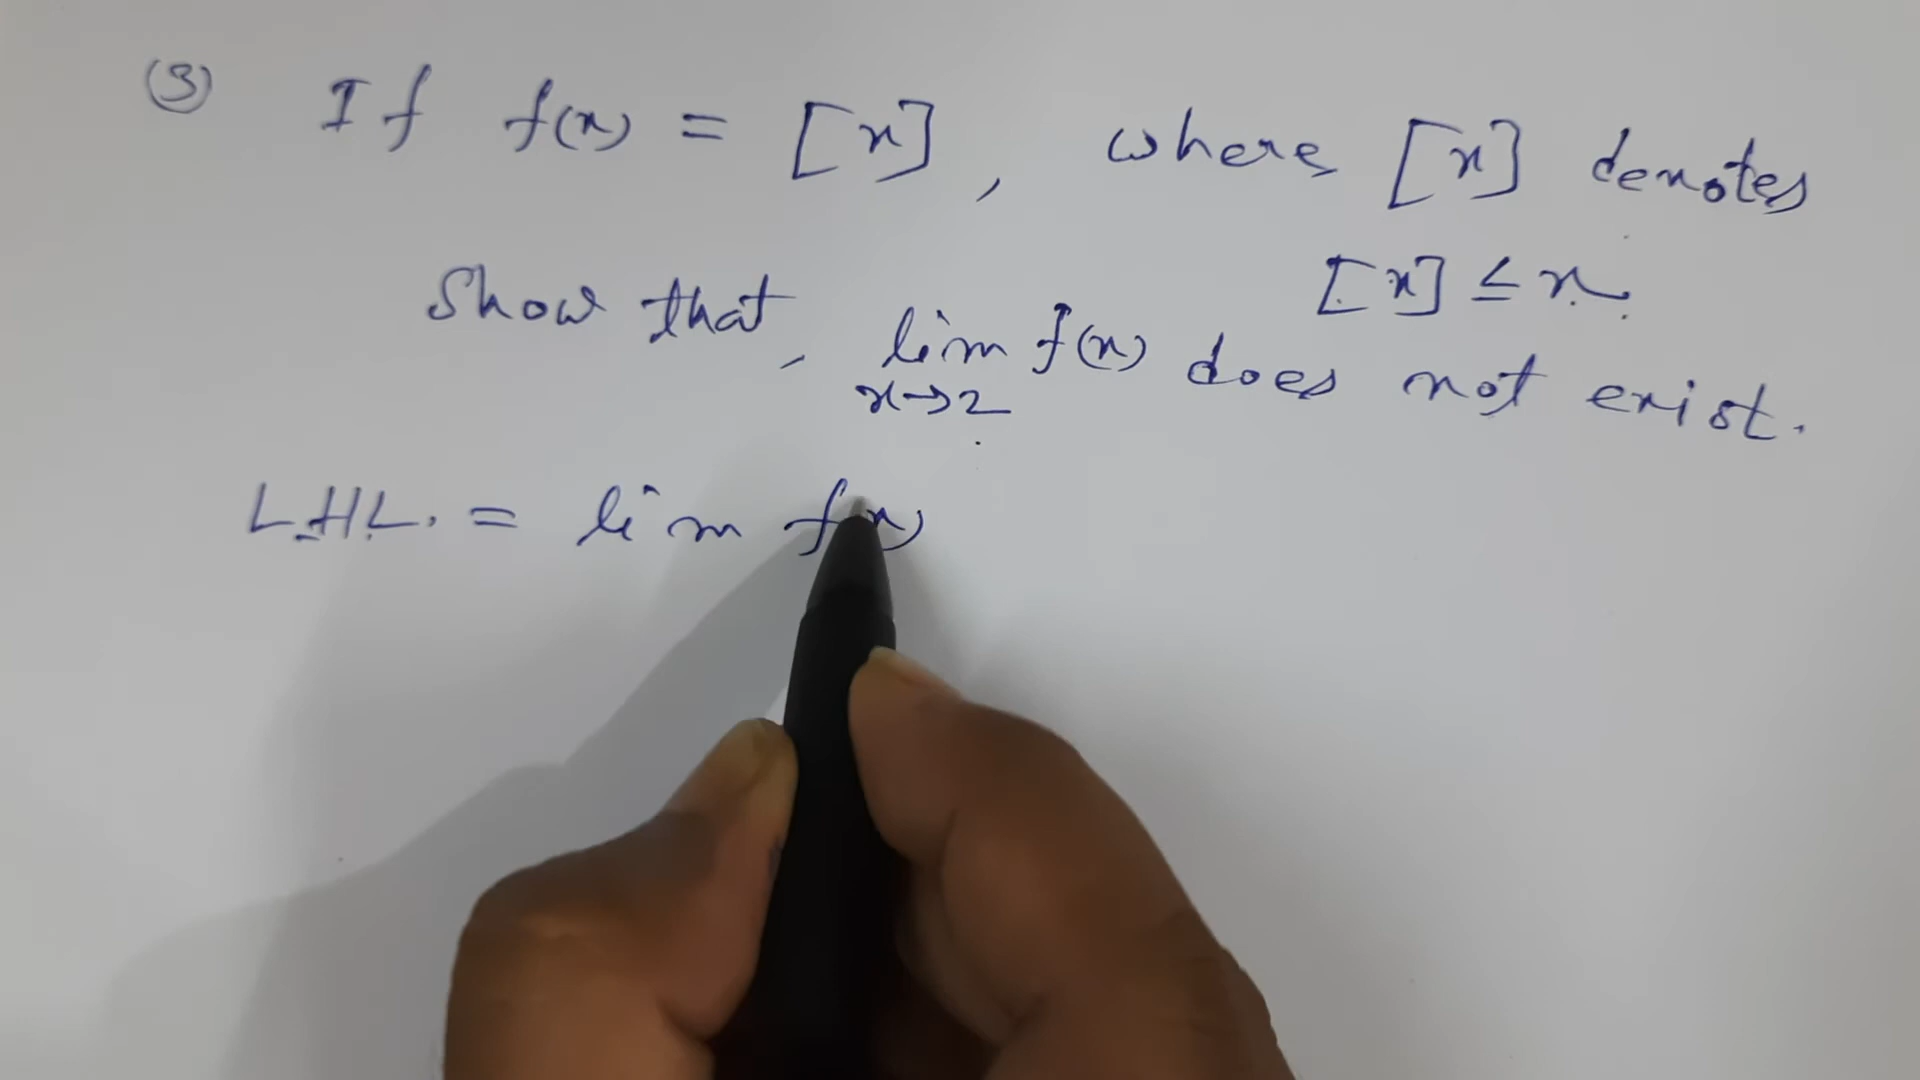 (3) If f(x) = [x], where [x] denotes
[x] ≤ x.
Show that, lim f(x) does not exist.
x→2
L.H.L. = lim f(x)